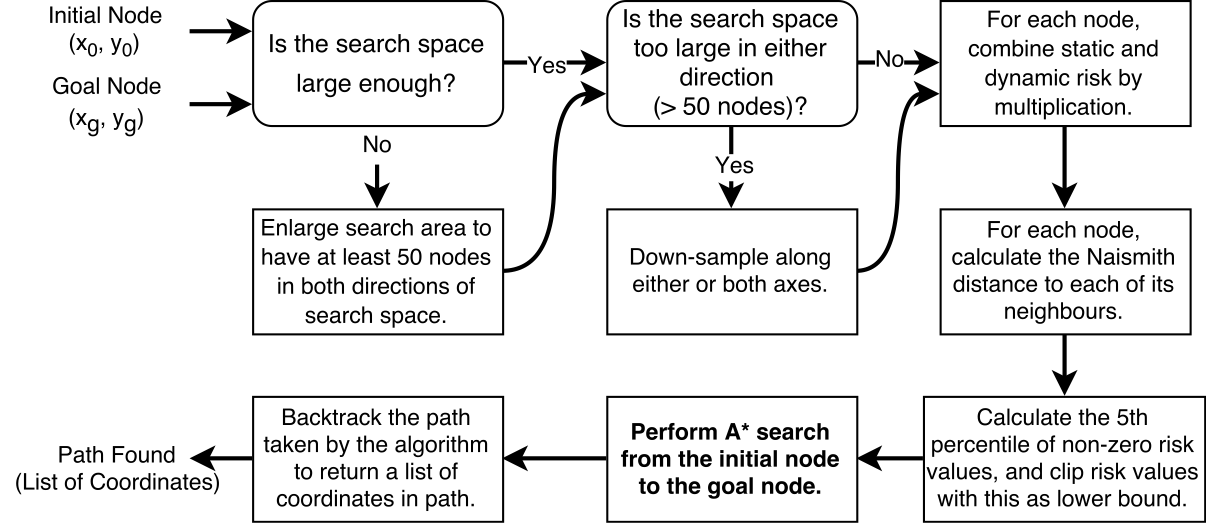 Initial Node
(x0, y0)
Goal Node
(xg, yg)
Is the search space
large enough?
Yes
No
Is the search space
too large in either
direction
(> 50 nodes)?
No
Yes
For each node,
combine static and
dynamic risk by
multiplication.
Enlarge search area to
have at least 50 nodes
in both directions of
search space.
Down-sample along
either or both axes.
For each node,
calculate the Naismith
distance to each of its
neighbours.
Calculate the 5th
percentile of non-zero risk
values, and clip risk values
with this as lower bound.
Perform A* search
from the initial node
to the goal node.
Backtrack the path
taken by the algorithm
to return a list of
coordinates in path.
Path Found
(List of Coordinates)